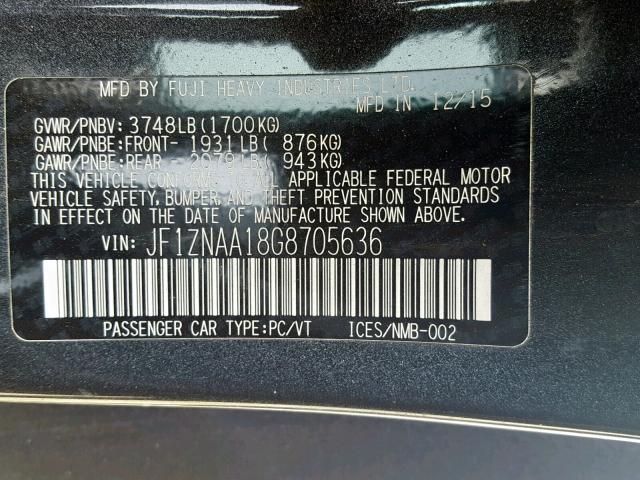 MFD BY FUJI HEAVY INDUSTRIES LTD.
MFD IN 12/15
GVWR/PNBV: 3748LB(1700KG)
GAWR/PNBE:FRONT- 1931LB( 876KG)
GAWR/PNBE:REAR - 2079LB( 943KG)
THIS VEHICLE CONFORMS TO ALL APPLICABLE FEDERAL MOTOR
VEHICLE SAFETY, BUMPER, AND THEFT PREVENTION STANDARDS
IN EFFECT ON THE DATE OF MANUFACTURE SHOWN ABOVE.
VIN: JF1ZNAA18G8705636
PASSENGER CAR TYPE:PC/VT ICES/NMB-002